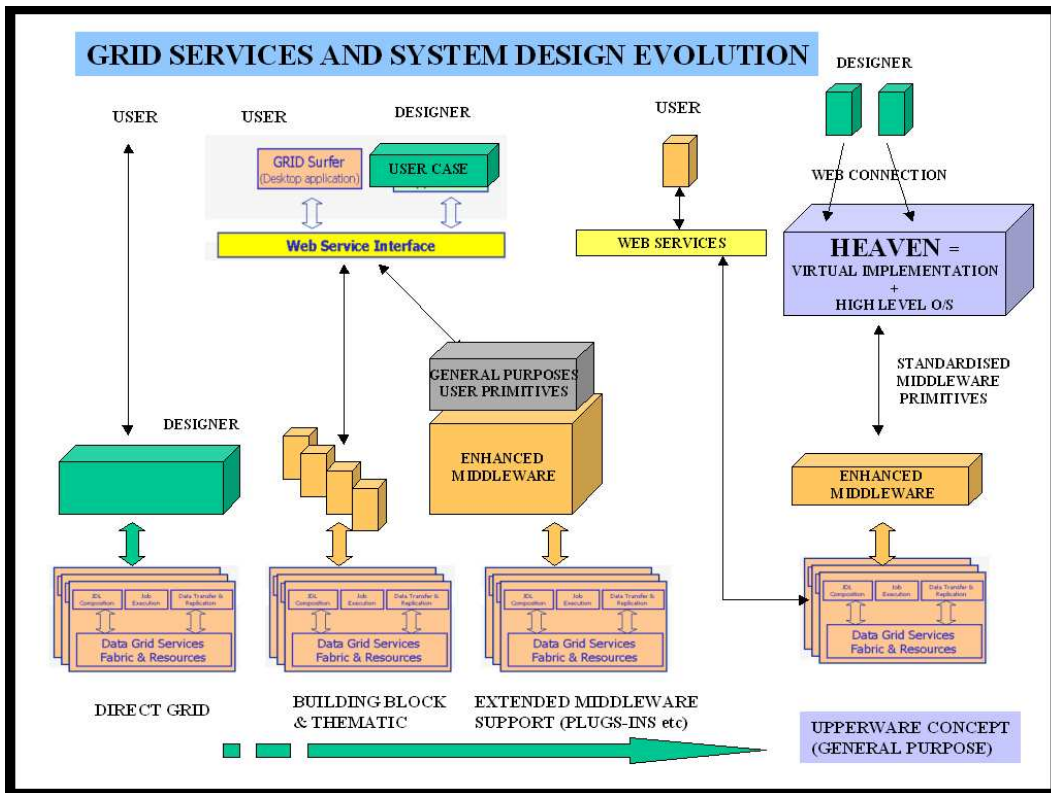 GRID SERVICES AND SYSTEM DESIGN EVOLUTION
DESIGNER
USER
USER
DESIGNER
USER
GRID Surfer
(Desktop application)
USER CASE
WEB CONNECTION
Web Service Interface
WEB SERVICES
HEAVEN =
VIRTUAL IMPLEMENTATION
+
HIGH LEVEL O/S
GENERAL PURPOSES
USER PRIMITIVES
STANDARDISED
MIDDLEWARE
PRIMITIVES
DESIGNER
ENHANCED
MIDDLEWARE
ENHANCED
MIDDLEWARE
JDL
Composition
Job
Execution
Data Transfer &
Replication
Data Grid Services
Fabric & Resources
JDL
Composition
Job
Execution
Data Transfer &
Replication
Data Grid Services
Fabric & Resources
JDL
Composition
Job
Execution
Data Transfer &
Replication
Data Grid Services
Fabric & Resources
JDL
Composition
Job
Execution
Data Transfer &
Replication
Data Grid Services
Fabric & Resources
DIRECT GRID
BUILDING BLOCK
& THEMATIC
EXTENDED MIDDLEWARE
SUPPORT (PLUGS-INS etc)
UPPERWARE CONCEPT
(GENERAL PURPOSE)